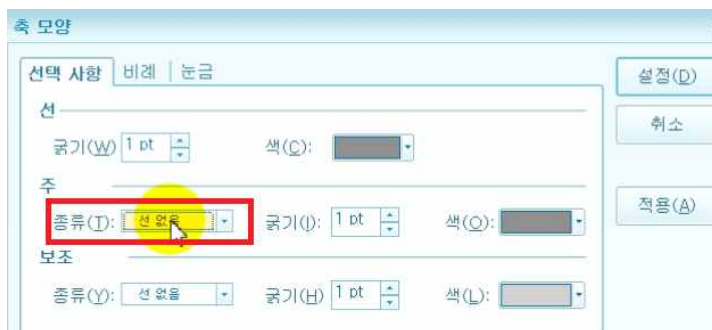 축 모양
선택 사항 비례 눈금
설정(D)
선
취소
굵기(W) 1 pt 색(C):
주
종류(T): 선 없음 굵기(I): 1 pt 색(O):
적용(A)
보조
종류(Y): 선 없음 굵기(H) 1 pt 색(L):